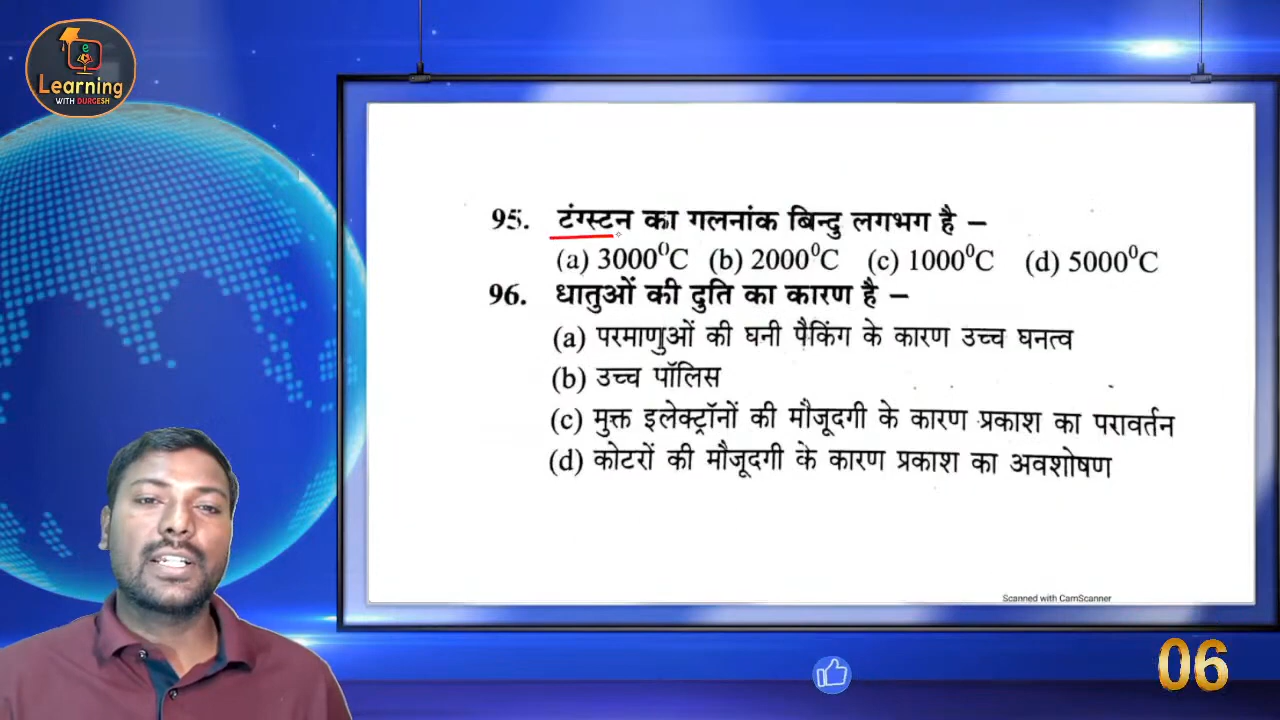 e
Learning
WITH DURGESH
95. टंग्स्टन का गलनांक बिन्दु लगभग है –
(a) 3000⁰C (b) 2000⁰C (c) 1000⁰C (d) 5000⁰C
96. धातुओं की दुति का कारण है –
(a) परमाणुओं की घनी पैकिंग के कारण उच्च घनत्व
(b) उच्च पॉलिस
(c) मुक्त इलेक्ट्रॉनों की मौजूदगी के कारण प्रकाश का परावर्तन
(d) कोटरों की मौजूदगी के कारण प्रकाश का अवशोषण
Scanned with CamScanner
06